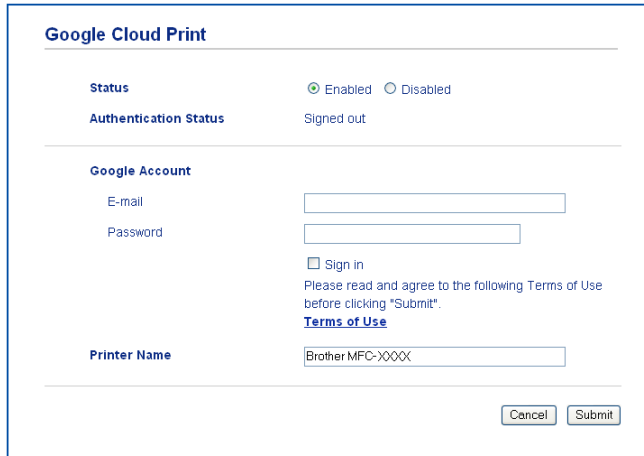 Google Cloud Print
Status Enabled Disabled
Authentication Status Signed out
Google Account
E-mail
Password
Sign in
Please read and agree to the following Terms of Use
before clicking "Submit".
Terms of Use
Printer Name Brother MFC-XXXX
Cancel Submit